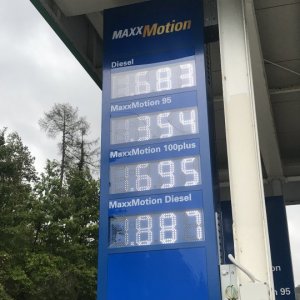 MAXXMotion
Diesel
1.683
MaxxMotion 95
1.354
MaxxMotion 100plus
1.695
MaxxMotion Diesel
1.887